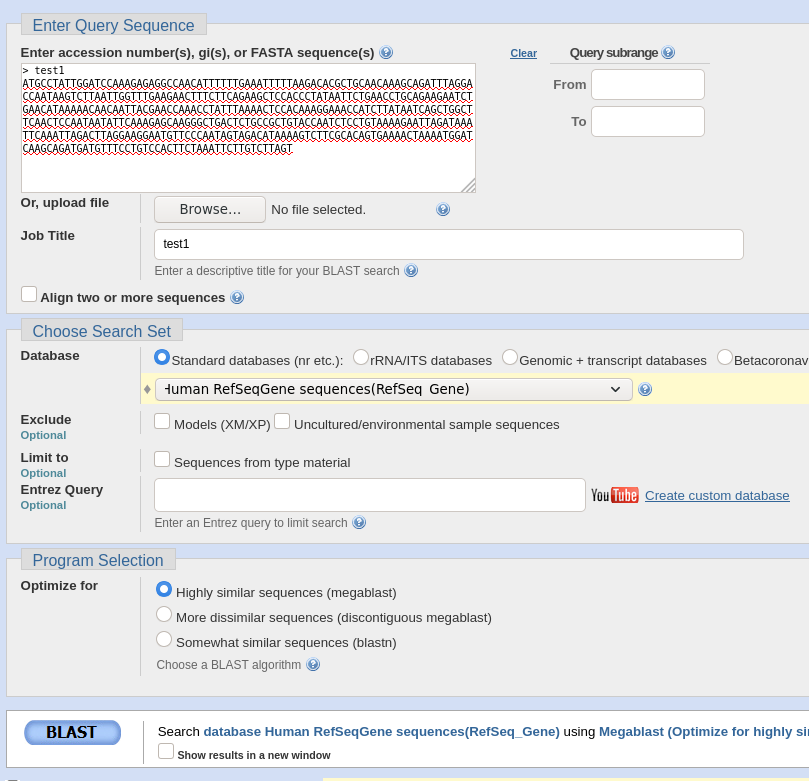 Enter Query Sequence
Enter accession number(s), gi(s), or FASTA sequence(s)
Clear
Query subrange
> test1
ATGCCTATTGGATCCAAAGAGAGGCCAACATTTTTTGAAATTTTTAAGACACGCTGCAACAAAGCAGATTTAGGA
CCAATAAGTCTTAATTGGTTTGAAGAACTTTCTTCAGAAGCTCCACCCTATAATTCTGAACCTGCAGAAGAATCT
GAACATAAAAACAACAATTACGAACCAAACCTATTTAAAACTCCACAAAGGAAACCATCTTATAATCAGCTGGCT
TCAACTCCAATAATATTCAAAGAGCAAGGGCTGACTCTGCCGCTGTACCAATCTCCTGTAAAAGAATTAGATAAA
TTCAAATTAGACTTAGGAAGGAATGTTCCCAATAGTAGACATAAAAGTCTTCGCACAGTGAAAACTAAAATGGAT
CAAGCAGATGATGTTTCCTGTCCACTTCTAAATTCTTGTCTTAGT
From
To
Or, upload file
Browse... No file selected.
Job Title
test1
Enter a descriptive title for your BLAST search
Align two or more sequences
Choose Search Set
Database
Standard databases (nr etc.): rRNA/ITS databases Genomic + transcript databases Betacoronav
Human RefSeqGene sequences(RefSeq_Gene)
Exclude
Optional
Models (XM/XP) Uncultured/environmental sample sequences
Limit to
Optional
Sequences from type material
Entrez Query
Optional
You Tube Create custom database
Enter an Entrez query to limit search
Program Selection
Optimize for
Highly similar sequences (megablast)
More dissimilar sequences (discontiguous megablast)
Somewhat similar sequences (blastn)
Choose a BLAST algorithm
BLAST
Search database Human RefSeqGene sequences(RefSeq_Gene) using Megablast (Optimize for highly si
Show results in a new window